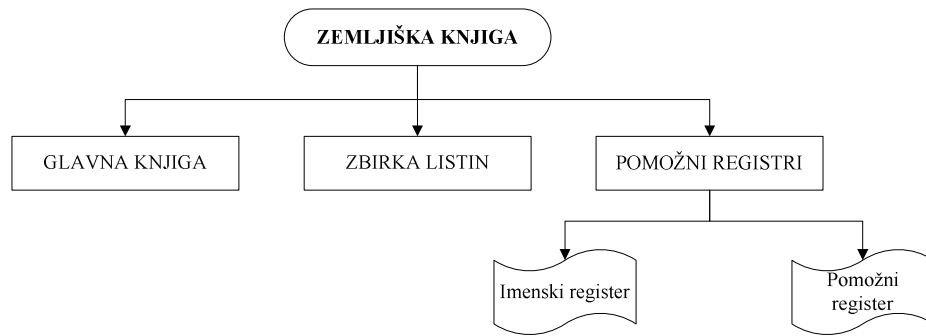 ZEMLJIŠKA KNJIGA
GLAVNA KNJIGA
ZBIRKA LISTIN
POMOŽNI REGISTRI
Imenski register
Pomožni
register